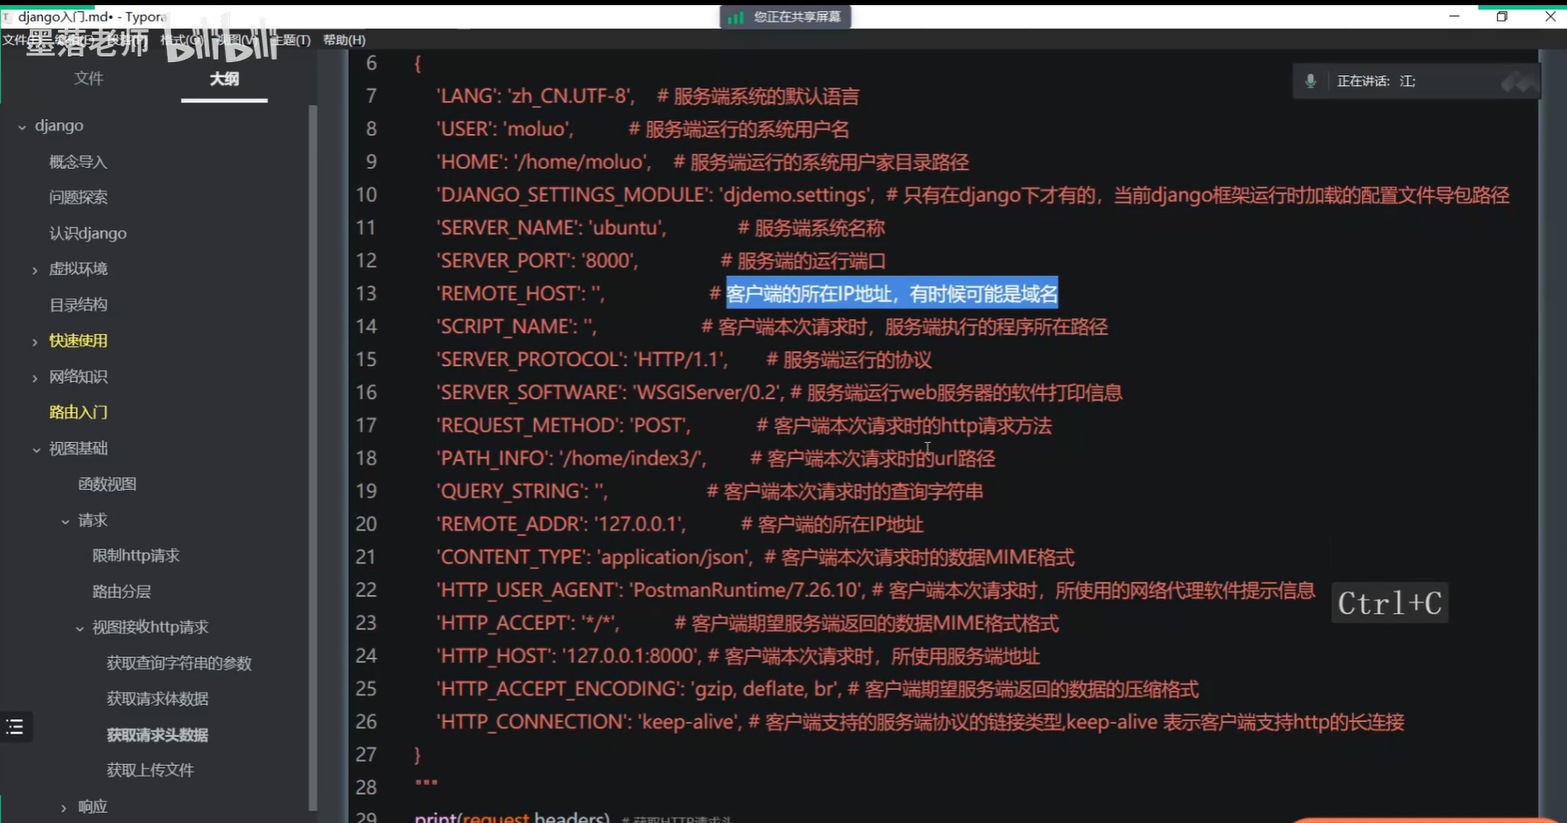 django入门.md• - Typora
您正在共享屏幕
墨落老师 bilibili
主题(T) 帮助(H)
文件 大纲
正在讲话: 江;
django
概念导入
问题探索
认识django
虚拟环境
目录结构
快速使用
网络知识
路由入门
视图基础
函数视图
请求
限制http请求
路由分层
视图接收http请求
获取查询字符串的参数
获取请求体数据
获取请求头数据
获取上传文件
响应
6 {
7 'LANG': 'zh_CN.UTF-8', # 服务端系统的默认语言
8 'USER': 'moluo', # 服务端运行的系统用户名
9 'HOME': '/home/moluo', # 服务端运行的系统用户家目录路径
10 'DJANGO_SETTINGS_MODULE': 'djdemo.settings', # 只有在django下才有的，当前django框架运行时加载的配置文件导包路径
11 'SERVER_NAME': 'ubuntu', # 服务端系统名称
12 'SERVER_PORT': '8000', # 服务端的运行端口
13 'REMOTE_HOST': '', # 客户端的所在IP地址，有时候可能是域名
14 'SCRIPT_NAME': '', # 客户端本次请求时，服务端执行的程序所在路径
15 'SERVER_PROTOCOL': 'HTTP/1.1', # 服务端运行的协议
16 'SERVER_SOFTWARE': 'WSGIServer/0.2', # 服务端运行web服务器的软件打印信息
17 'REQUEST_METHOD': 'POST', # 客户端本次请求时的http请求方法
18 'PATH_INFO': '/home/index3/', # 客户端本次请求时的url路径
19 'QUERY_STRING': '', # 客户端本次请求时的查询字符串
20 'REMOTE_ADDR': '127.0.0.1', # 客户端的所在IP地址
21 'CONTENT_TYPE': 'application/json', # 客户端本次请求时的数据MIME格式
22 'HTTP_USER_AGENT': 'PostmanRuntime/7.26.10', # 客户端本次请求时，所使用的网络代理软件提示信息
23 'HTTP_ACCEPT': '*/*', # 客户端期望服务端返回的数据MIME格式格式
24 'HTTP_HOST': '127.0.0.1:8000', # 客户端本次请求时，所使用服务端地址
25 'HTTP_ACCEPT_ENCODING': 'gzip, deflate, br', # 客户端期望服务端返回的数据的压缩格式
26 'HTTP_CONNECTION': 'keep-alive', # 客户端支持的服务端协议的链接类型,keep-alive 表示客户端支持http的长连接
27 }
28 """
29 print(request.headers) # 获取HTTP请求头
Ctrl+C